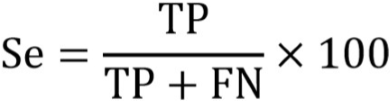 Se = TP / TP + FN × 100